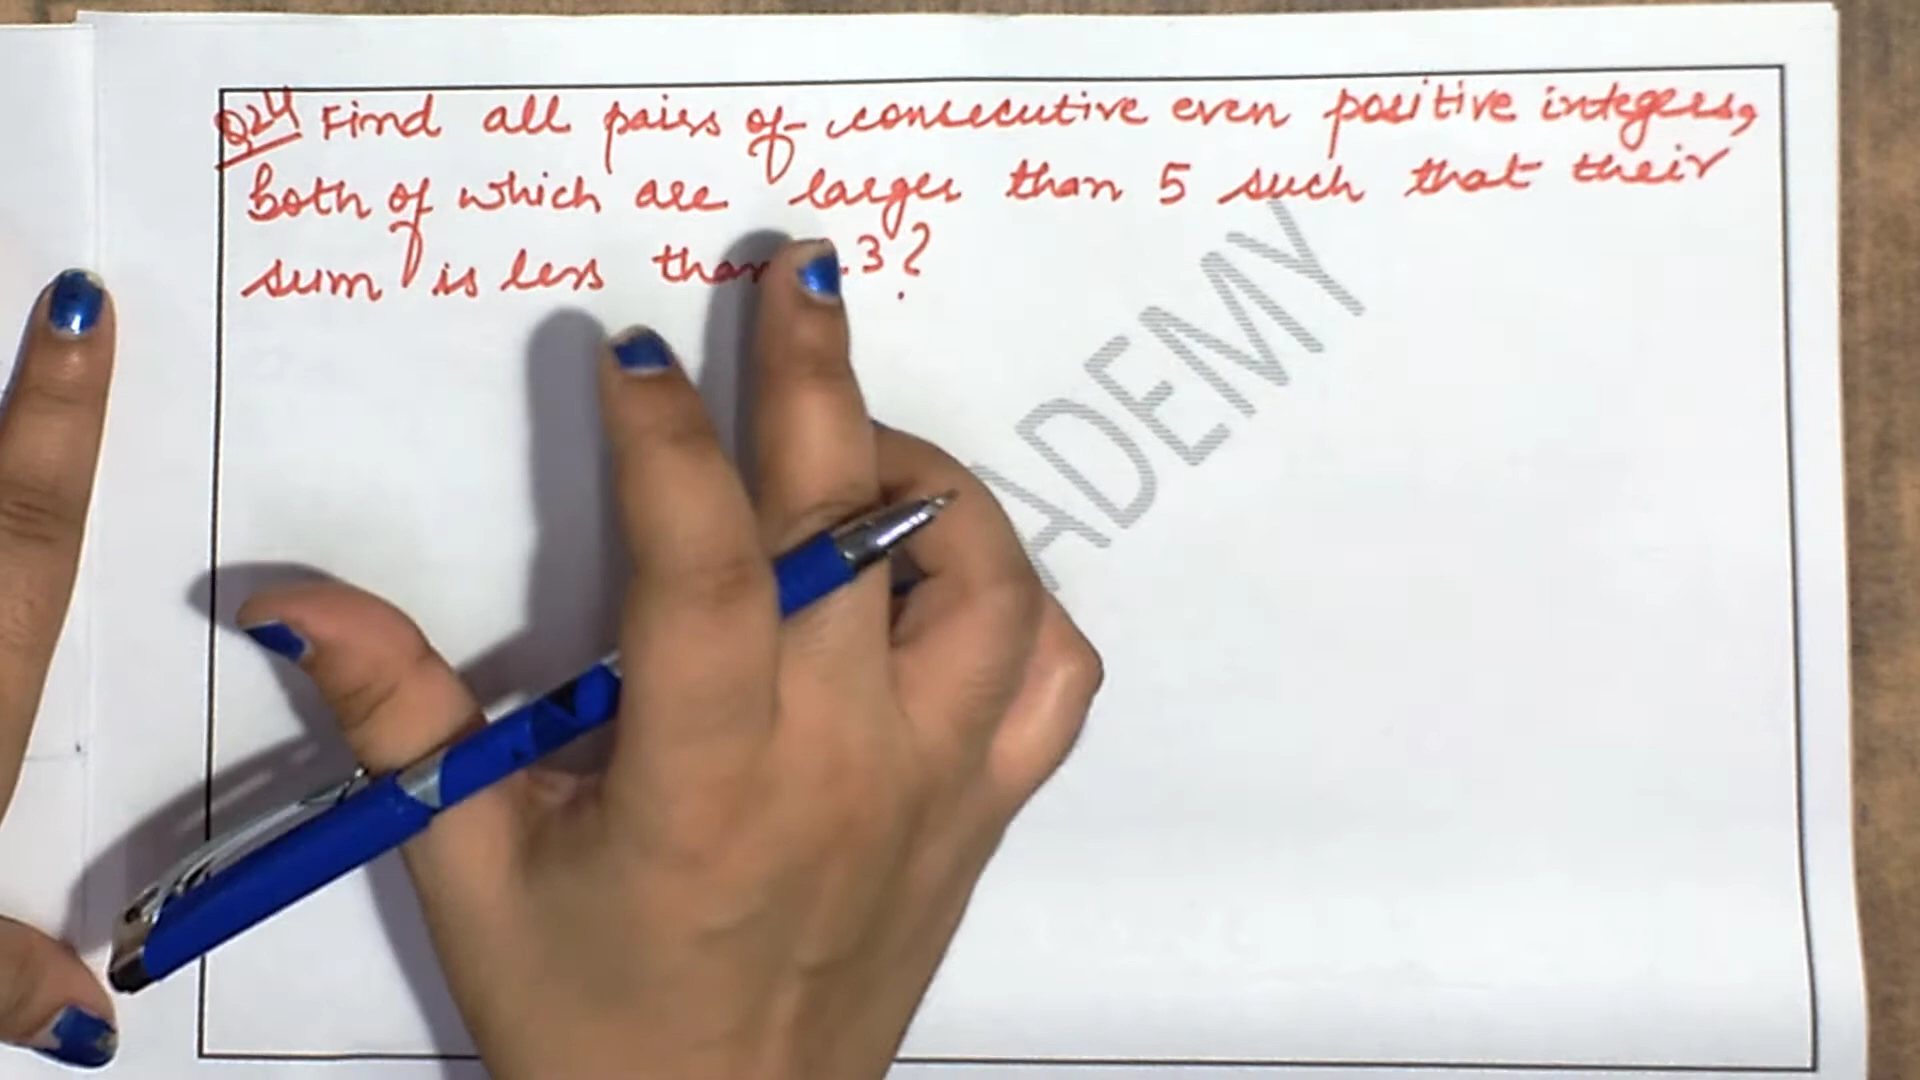 Q24 Find all pairs of consecutive even positive integers,
both of which are larger than 5 such that their
sum is less than 3?
ADEMY